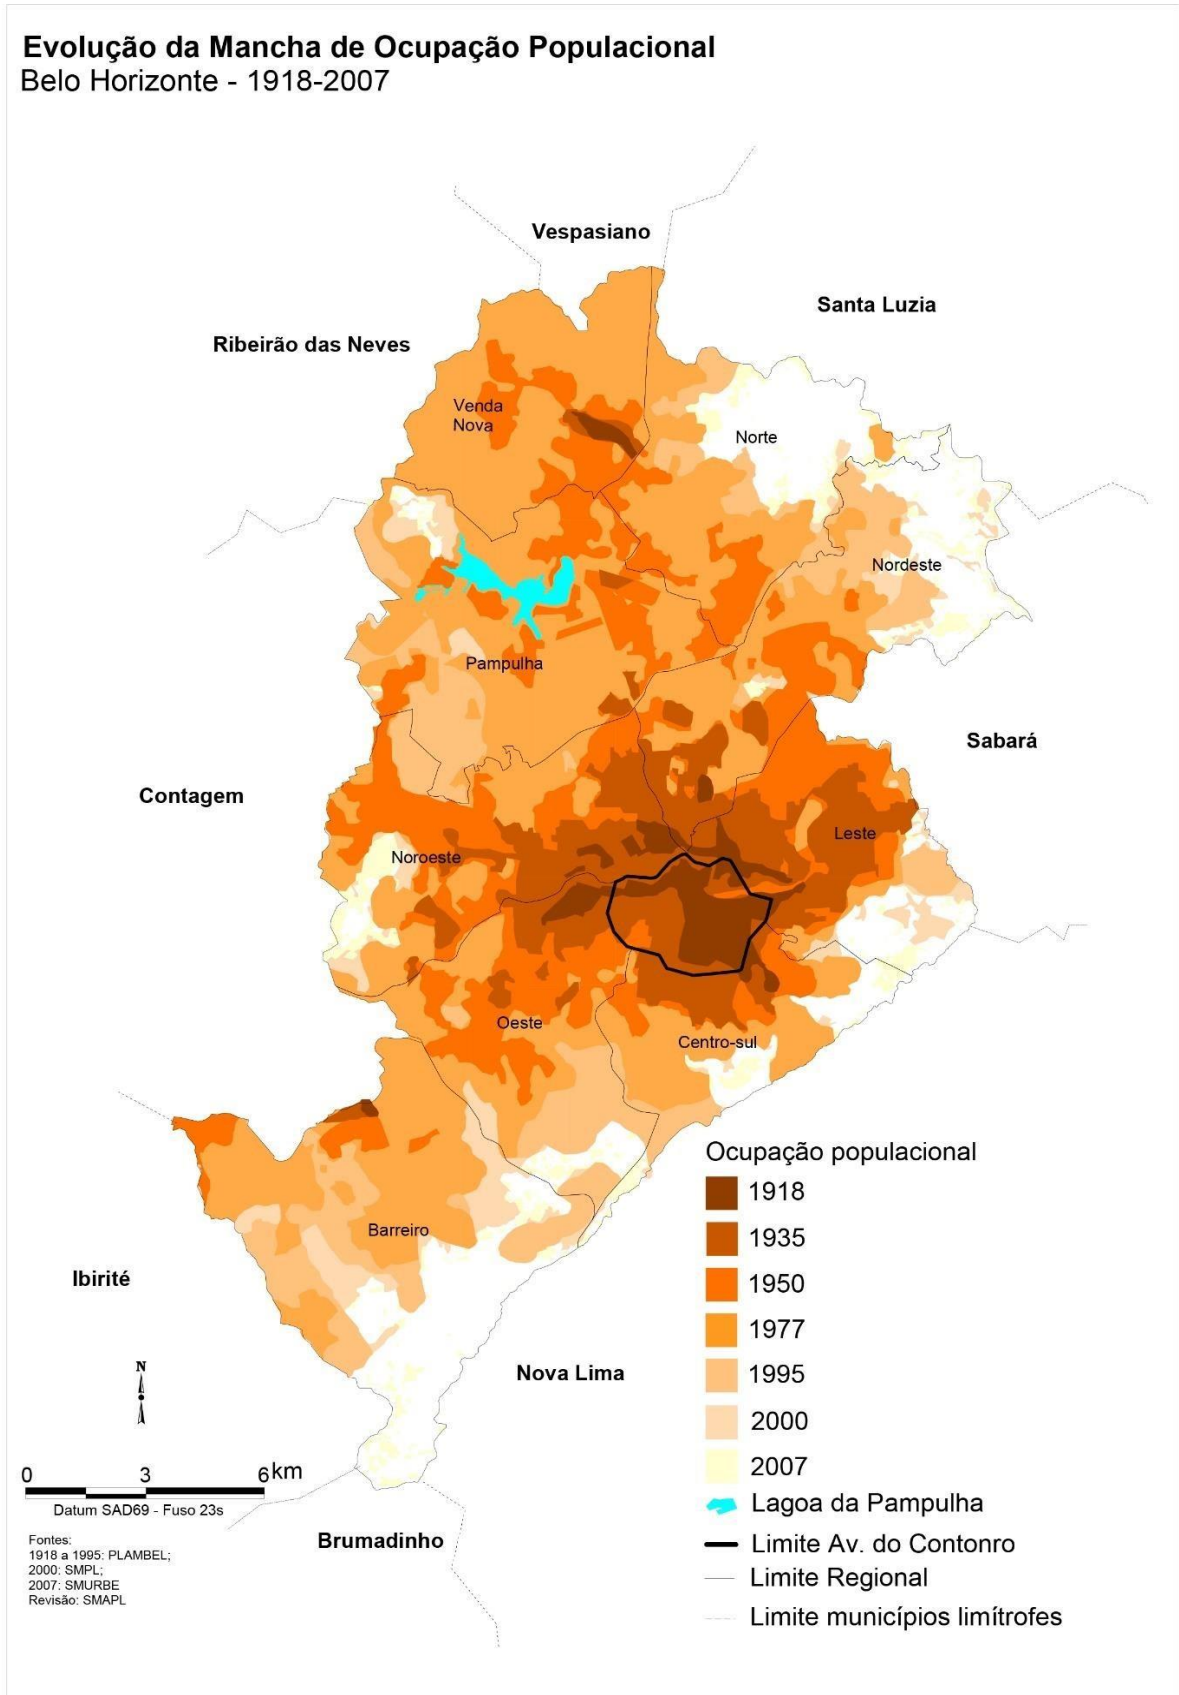 Evolução da Mancha de Ocupação Populacional
Belo Horizonte - 1918-2007
Vespasiano
Santa Luzia
Ribeirão das Neves
Venda
Nova
Norte
Nordeste
Pampulha
Sabará
Contagem
Leste
Noroeste
Oeste
Centro-sul
Barreiro
Ibirité
Nova Lima
Brumadinho
Ocupação populacional
1918
1935
1950
1977
1995
2000
2007
Lagoa da Pampulha
Limite Av. do Contonro
Limite Regional
Limite municípios limítrofes
N
0 3 6 km
Datum SAD69 - Fuso 23s
Fontes:
1918 a 1995: PLAMBEL;
2000: SMPL;
2007: SMURBE
Revisão: SMAPL